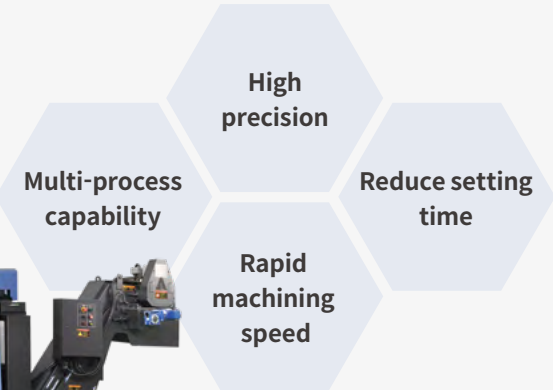 High
precision
Multi-process
capability
Reduce setting
time
Rapid
machining
speed